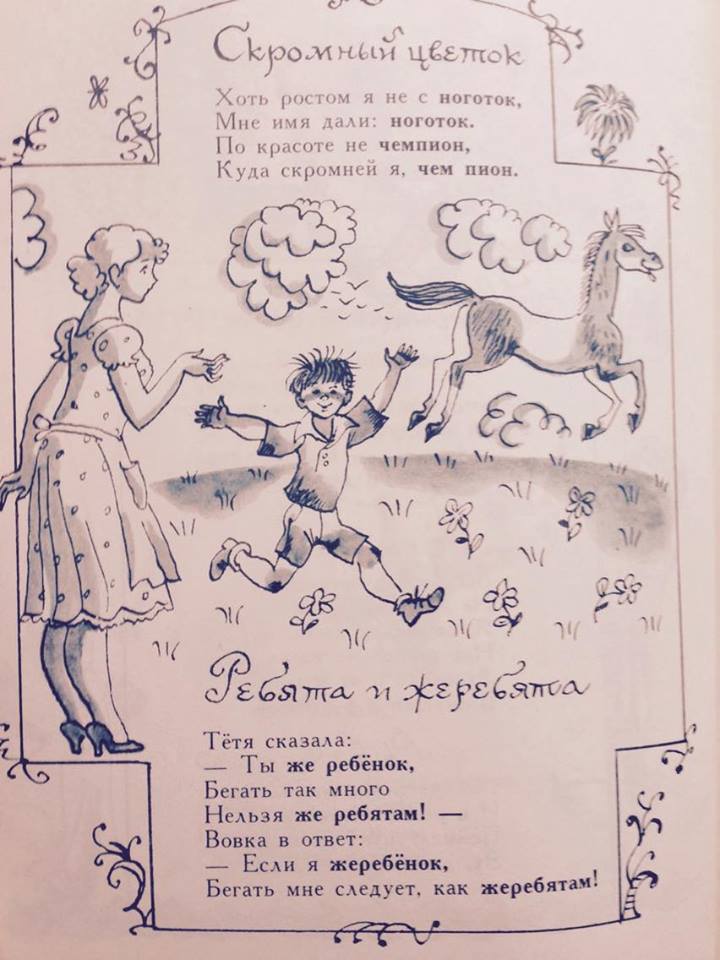 Скромный цветок
Хоть ростом я не с ноготок,
Мне имя дали: ноготок.
По красоте не чемпион,
Куда скромней я, чем пион.
Ребята и жеребята
Тётя сказала:
— Ты же ребёнок,
Бегать так много
Нельзя же ребятам! —
Вовка в ответ:
— Если я жеребёнок,
Бегать мне следует, как жеребятам!